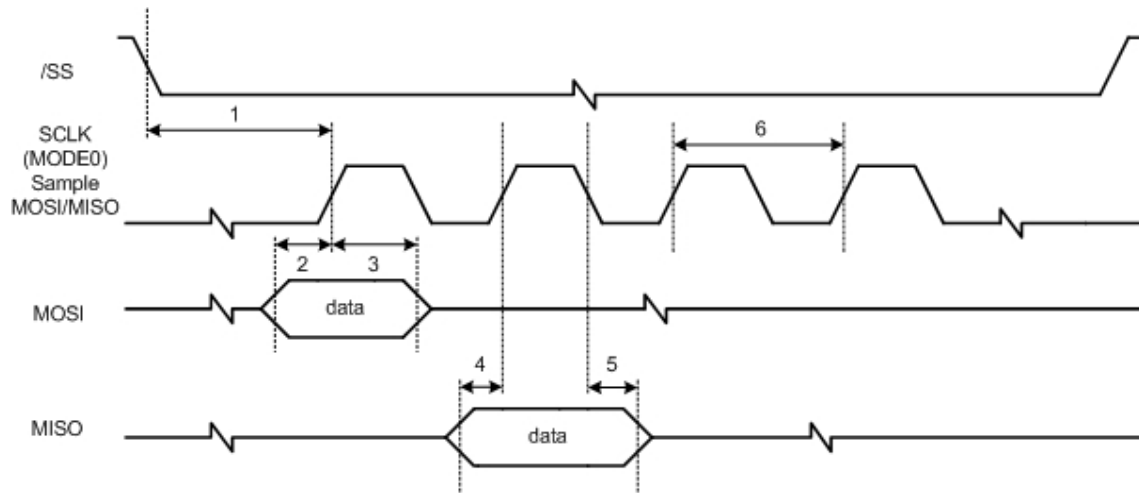 /SS
1
SCLK
(MODE0)
Sample
MOSI/MISO
6
2 3
MOSI
data
4 5
MISO
data